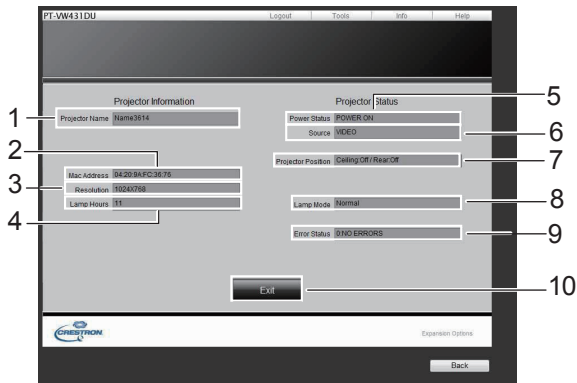 PT-VW431DU Logout Tools Info Help
Projector Information Projector Status
1 Projector Name Name3614 Power Status POWER ON 5
Source VIDEO 6
2 Projector Position Ceiling:Off / Rear:Off 7
Mac Address 04:20:9A:FC:36:76
3 Resolution 1024X768
4 Lamp Hours 11 Lamp Mode Normal 8
Error Status 0:NO ERRORS 9
Exit 10
CRESTRON Expansion Options
Back